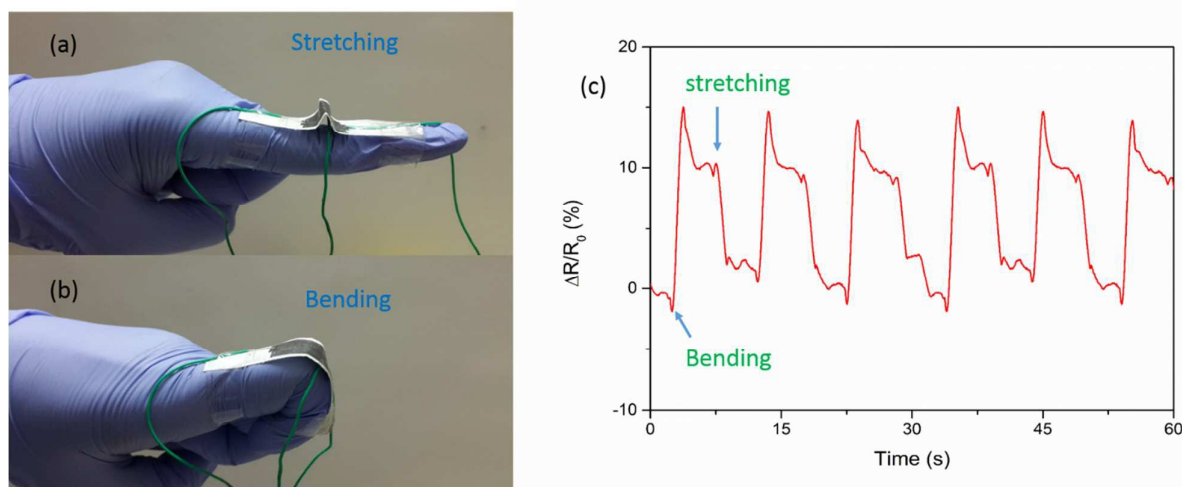 (a)
Stretching
(b)
Bending
(c)
stretching
Bending
20
10
0
-10
ΔR/R₀ (%)
0
15
30
45
60
Time (s)